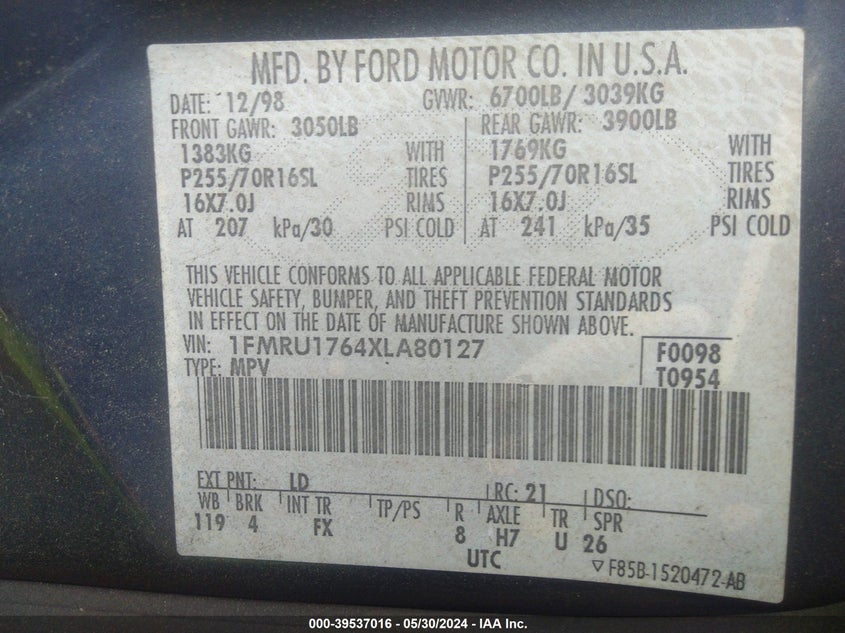 MFD. BY FORD MOTOR CO. IN U.S.A.
DATE: 12/98 GVWR: 6700LB/ 3039KG
FRONT GAWR: 3050LB REAR GAWR: 3900LB
1383KG WITH 1769KG WITH
P255/70R16SL TIRES P255/70R16SL TIRES
16X7.0J RIMS 16X7.0J RIMS
AT 207 kPa/30 PSI COLD AT 241 kPa/35 PSI COLD
THIS VEHICLE CONFORMS TO ALL APPLICABLE FEDERAL MOTOR
VEHICLE SAFETY, BUMPER, AND THEFT PREVENTION STANDARDS
IN EFFECT ON THE DATE OF MANUFACTURE SHOWN ABOVE.
VIN: 1FMRU1764XLA80127 F0098
TYPE: MPV T0954
EXT PNT: LD RC: 21 DSO:
WB BRK INT TR TP/PS R AXLE TR SPR
119 4 FX 8 H7 U 26
UTC ▽F85B-1520472-AB
000-39537016 - 05/30/2024 - IAA Inc.